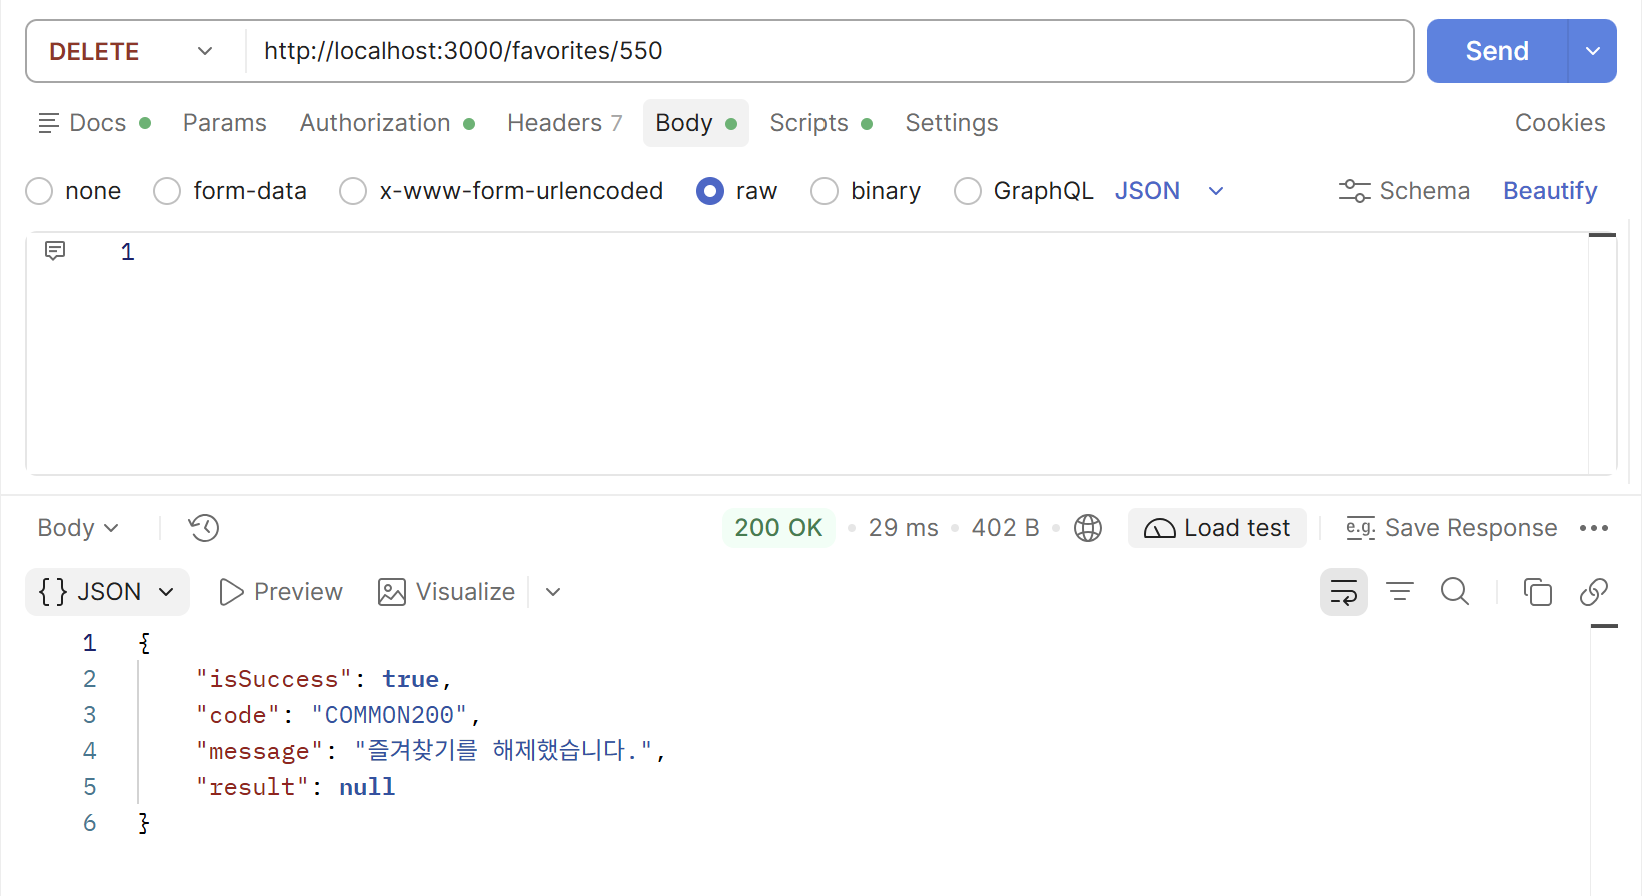 DELETE http://localhost:3000/favorites/550 Send
Docs Params Authorization Headers 7 Body Scripts Settings Cookies
none form-data x-www-form-urlencoded raw binary GraphQL JSON Schema Beautify
1
Body 200 OK 29 ms 402 B Load test e.g. Save Response
{} JSON Preview Visualize
1 {
2 "isSuccess": true,
3 "code": "COMMON200",
4 "message": "즐겨찾기를 해제했습니다.",
5 "result": null
6 }